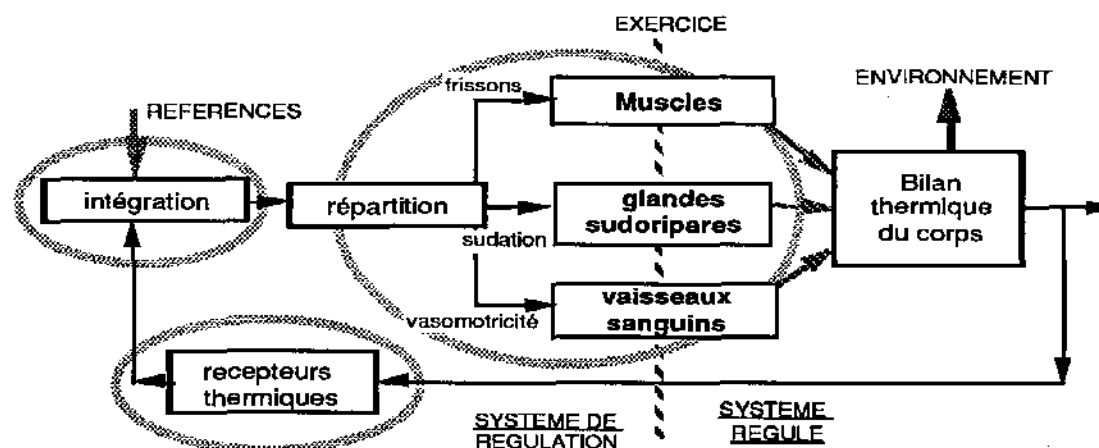 EXERCICE
ENVIRONNEMENT
frissons
Muscles
REFERENCES
Bilan
thermique
du corps
intégration
répartition
glandes
sudoripares
sudation
vaisseaux
sanguins
vasomotricité
recepteurs
thermiques
SYSTEME DE
REGULATION
SYSTEME
REGULE